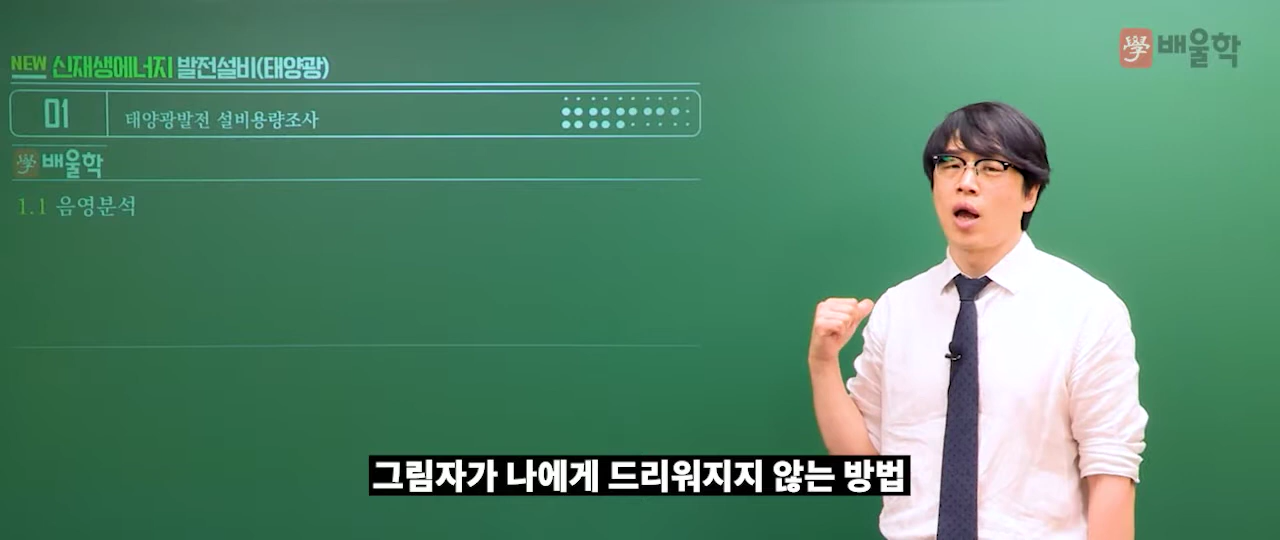 學 배울학
NEW 신재생에너지 발전설비(태양광)
01 태양광발전 설비용량조사
學 배울학
1.1 음영분석
그림자가 나에게 드리워지지 않는 방법